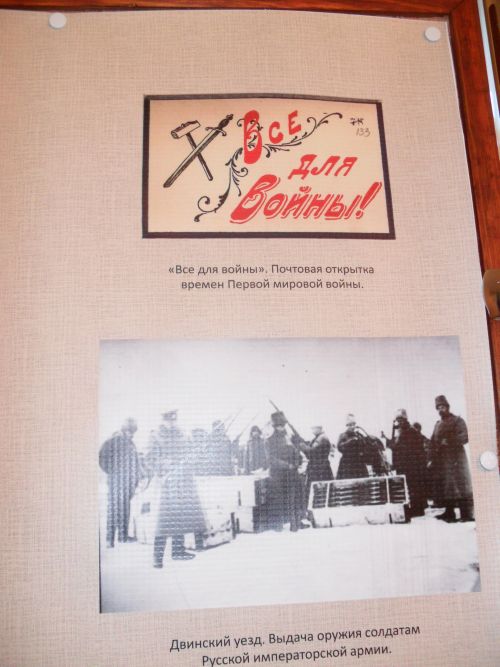 Все
для
Войны!
133
«Все для войны». Почтовая открытка
времен Первой мировой войны.
Двинский уезд. Выдача оружия солдатам
Русской императорской армии.